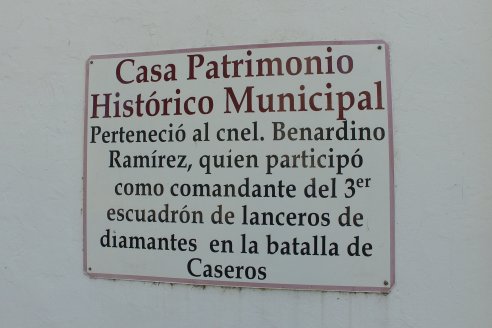 Casa Patrimonio
Histórico Municipal
Perteneció al cnel. Benardino
Ramírez, quien participó
como comandante del 3er
escuadrón de lanceros de
diamantes en la batalla de
Caseros